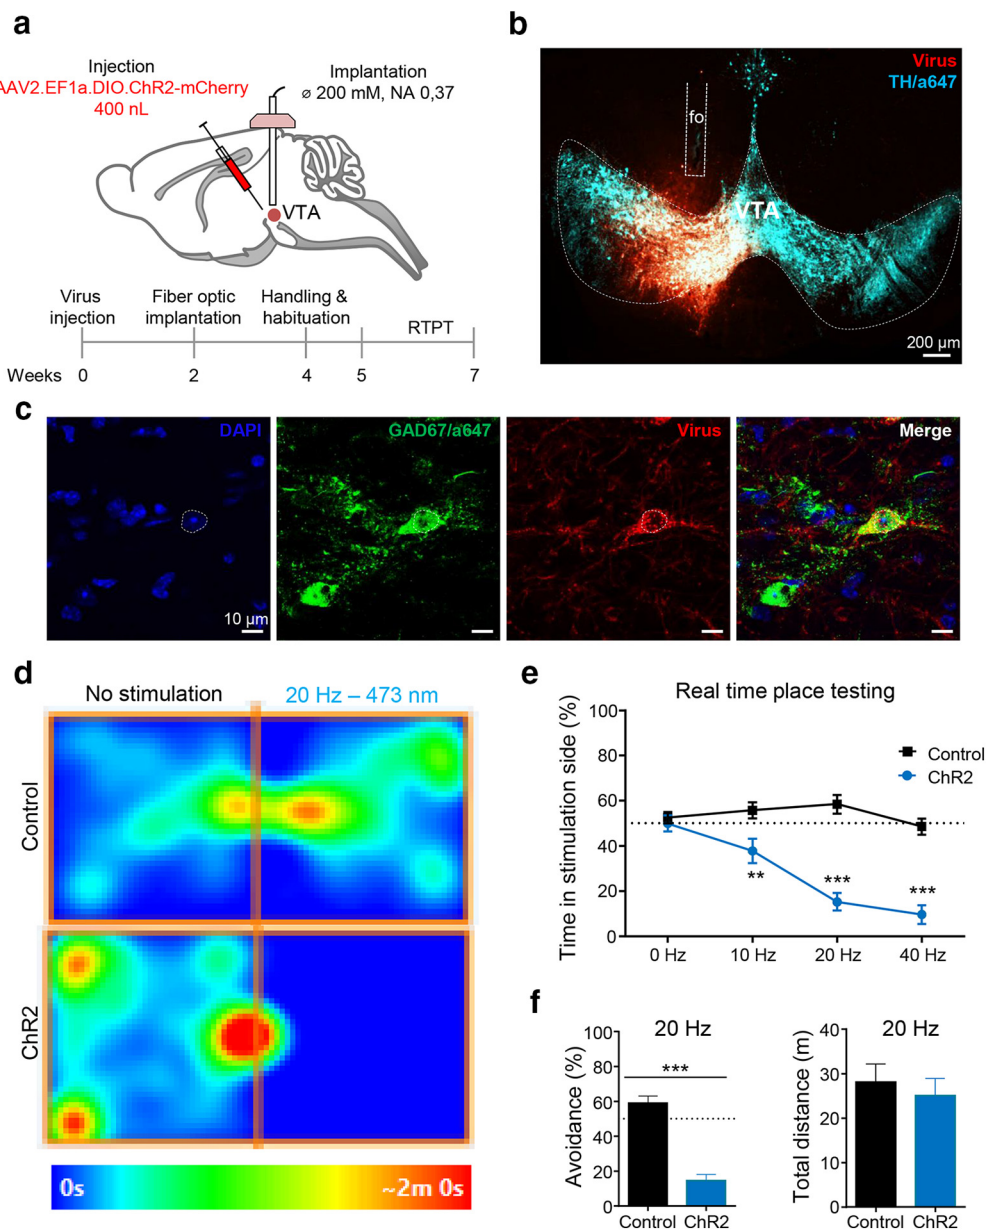 a
Injection
AAV2.EF1a.DIO.ChR2-mCherry
400 nL
Implantation
⌀ 200 mM, NA 0,37
VTA
Virus
injection
Fiber optic
implantation
Handling &
habituation
RTPT
Weeks 0 2 4 5 7
b
Virus
TH/a647
fo
VTA
200 µm
c
DAPI
10 µm
GAD67/a647
Virus
Merge
d
No stimulation
20 Hz – 473 nm
Control
ChR2
0s
~2m 0s
e
Real time place testing
Time in stimulation side (%)
100
80
60
40
20
0
Control
ChR2
**
***
***
0 Hz 10 Hz 20 Hz 40 Hz
f
20 Hz
Avoidance (%)
100
80
60
40
20
0
***
Control ChR2
20 Hz
Total distance (m)
40
30
20
10
0
Control ChR2